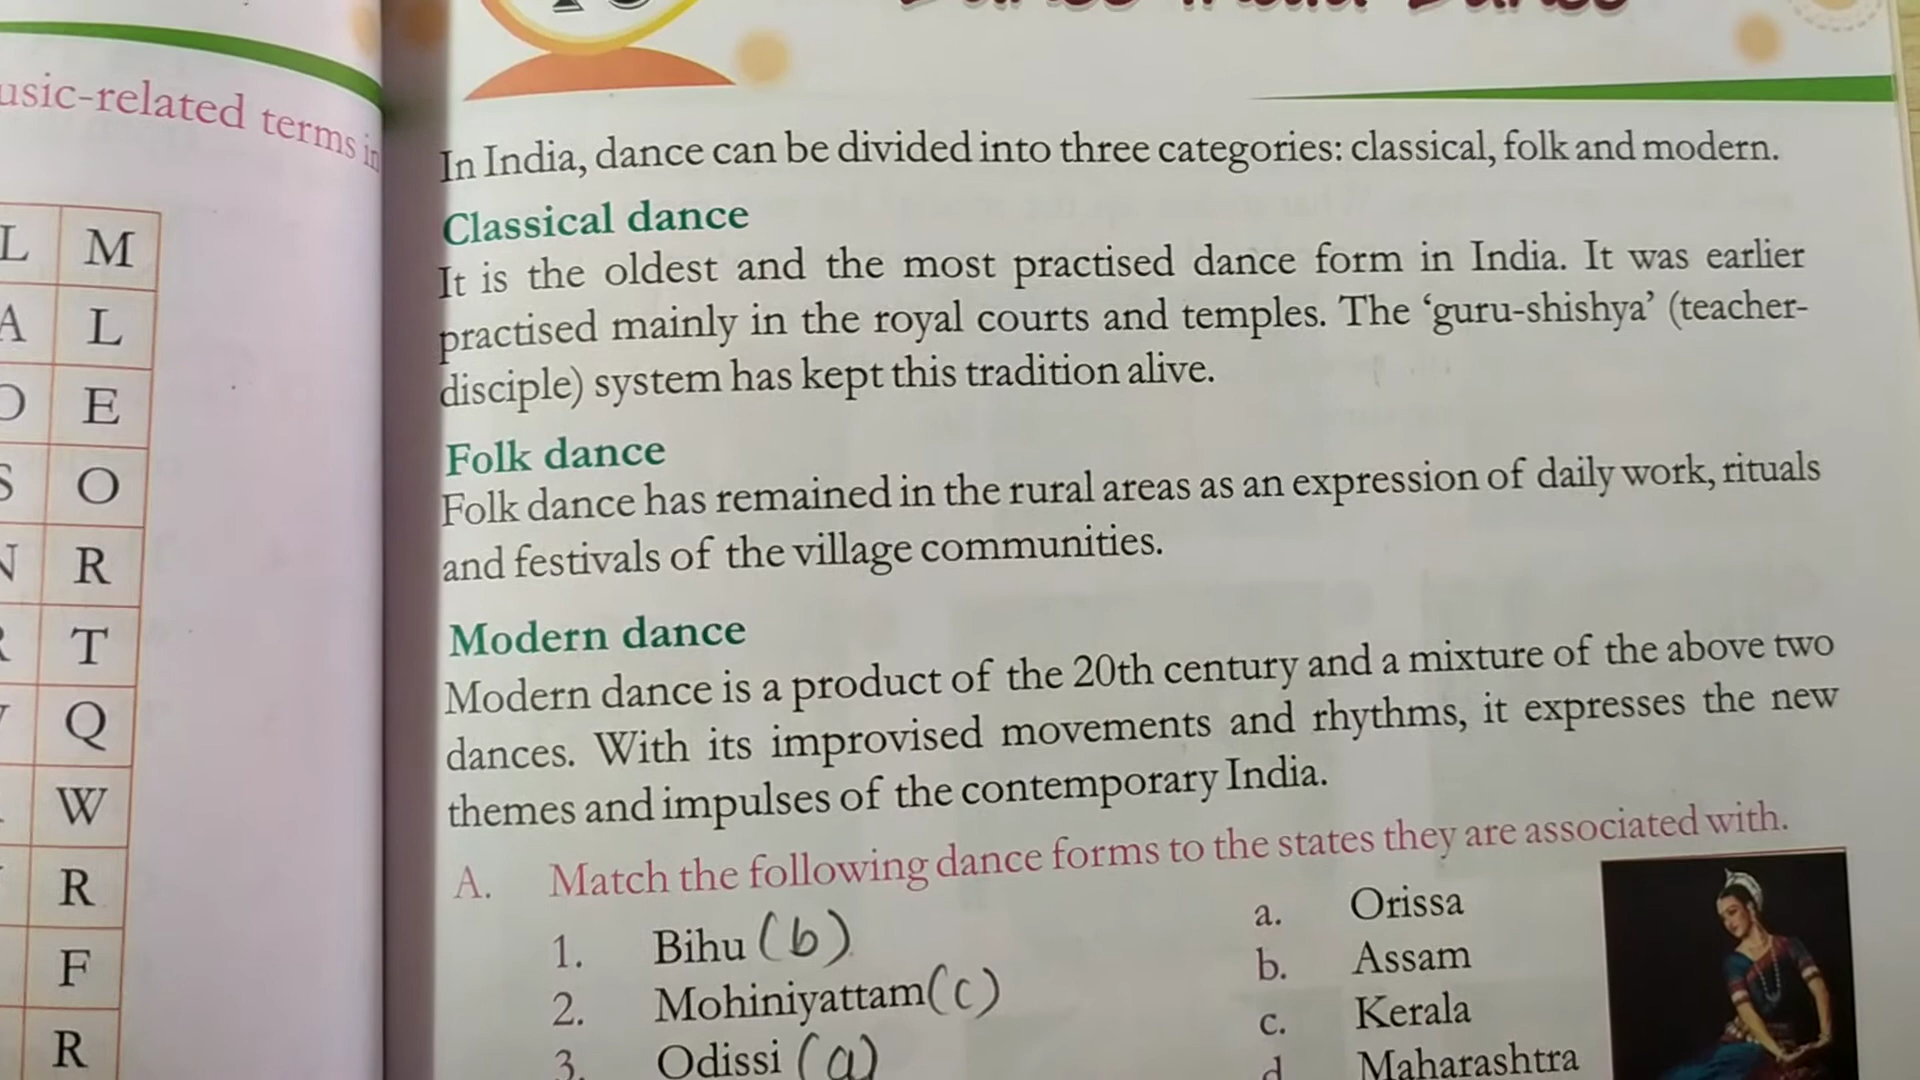 usic-related terms in
L M
A L
O E
S O
N R
R T
Q
W
R
F
R
In India, dance can be divided into three categories: classical, folk and modern.
Classical dance
It is the oldest and the most practised dance form in India. It was earlier
practised mainly in the royal courts and temples. The ‘guru-shishya’ (teacher-
disciple) system has kept this tradition alive.
Folk dance
Folk dance has remained in the rural areas as an expression of daily work, rituals
and festivals of the village communities.
Modern dance
Modern dance is a product of the 20th century and a mixture of the above two
dances. With its improvised movements and rhythms, it expresses the new
themes and impulses of the contemporary India.
A. Match the following dance forms to the states they are associated with.
1. Bihu (b) a. Orissa
2. Mohiniyattam (c) b. Assam
3. Odissi (a) c. Kerala
d Maharashtra